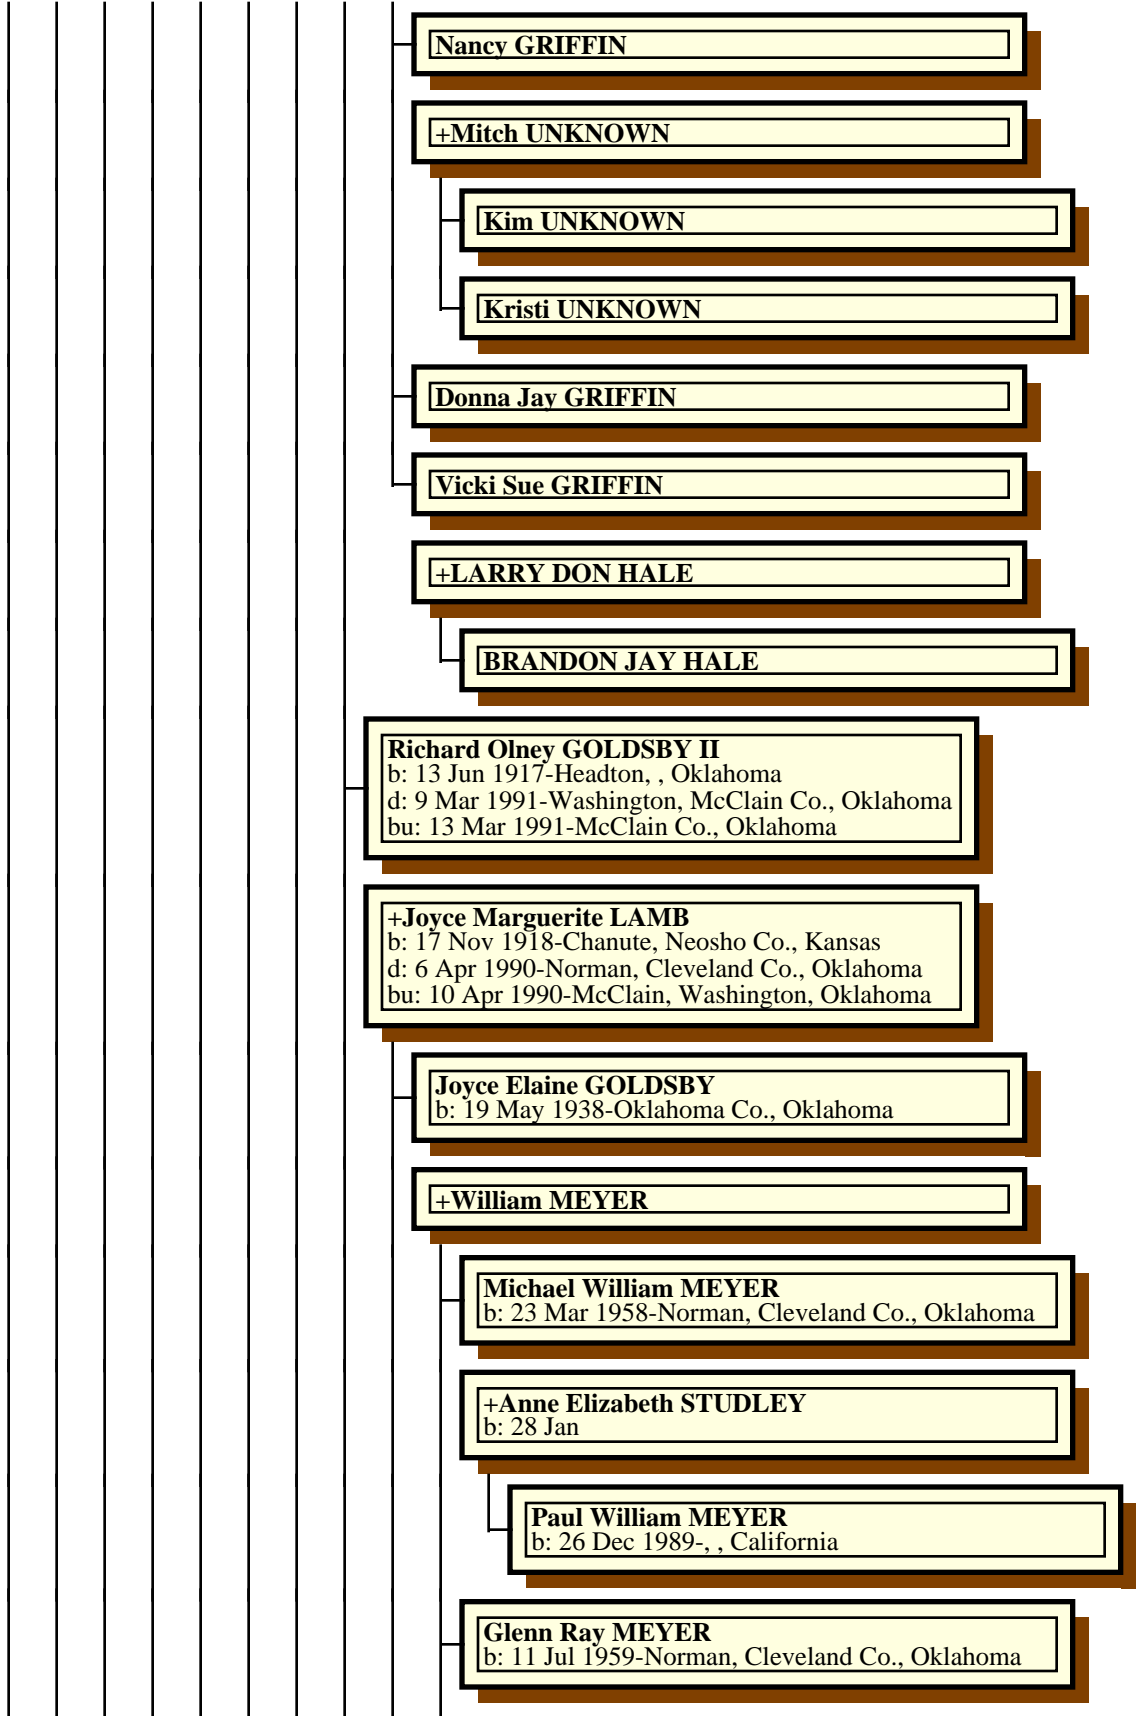 Nancy GRIFFIN
+Mitch UNKNOWN
Kim UNKNOWN
Kristi UNKNOWN
Donna Jay GRIFFIN
Vicki Sue GRIFFIN
+LARRY DON HALE
BRANDON JAY HALE
Richard Olney GOLDSBY II
b: 13 Jun 1917-Headton, , Oklahoma
d: 9 Mar 1991-Washington, McClain Co., Oklahoma
bu: 13 Mar 1991-McClain Co., Oklahoma
+Joyce Marguerite LAMB
b: 17 Nov 1918-Chanute, Neosho Co., Kansas
d: 6 Apr 1990-Norman, Cleveland Co., Oklahoma
bu: 10 Apr 1990-McClain, Washington, Oklahoma
Joyce Elaine GOLDSBY
b: 19 May 1938-Oklahoma Co., Oklahoma
+William MEYER
Michael William MEYER
b: 23 Mar 1958-Norman, Cleveland Co., Oklahoma
+Anne Elizabeth STUDLEY
b: 28 Jan
Paul William MEYER
b: 26 Dec 1989-, , California
Glenn Ray MEYER
b: 11 Jul 1959-Norman, Cleveland Co., Oklahoma